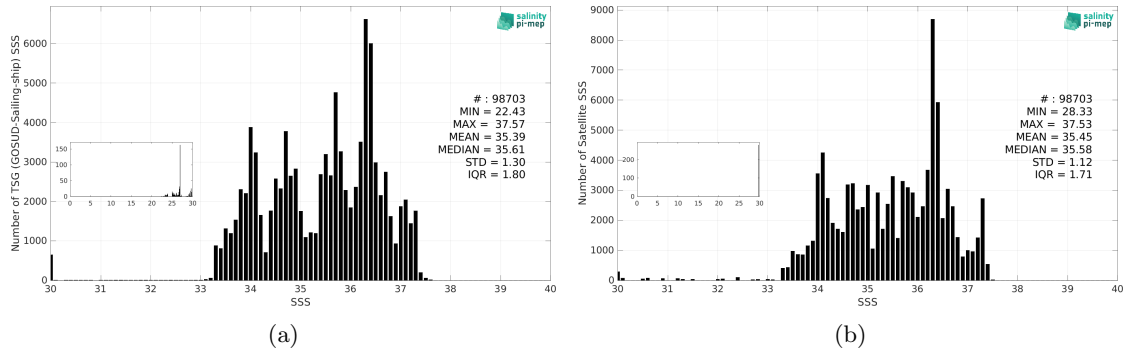 salinity
pi-mep
Number of TSG (GOSUD-Sailing-ship) SSS
6000
5000
4000
3000
2000
1000
0
# : 98703
MIN = 22.43
MAX = 37.57
MEAN = 35.39
MEDIAN = 35.61
STD = 1.30
IQR = 1.80
150
100
50
0
0 5 10 15 20 25 30
30 31 32 33 34 35 36 37 38 39 40
SSS
(a)
salinity
pi-mep
Number of Satellite SSS
9000
8000
7000
6000
5000
4000
3000
2000
1000
0
# : 98703
MIN = 28.33
MAX = 37.53
MEAN = 35.45
MEDIAN = 35.58
STD = 1.12
IQR = 1.71
200
100
0
0 5 10 15 20 25 30
30 31 32 33 34 35 36 37 38 39 40
SSS
(b)